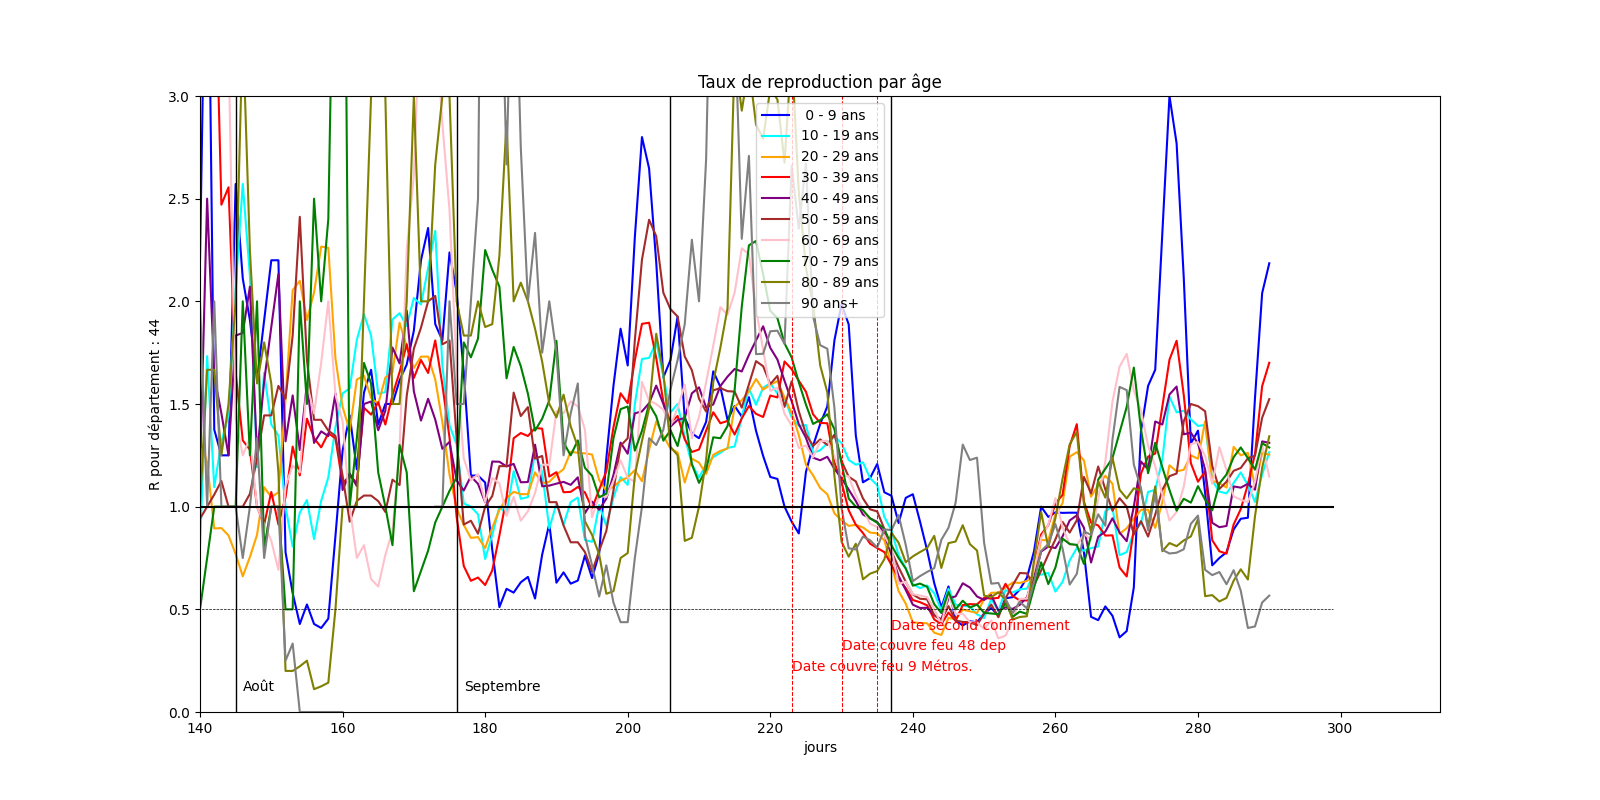 Taux de reproduction par âge
R pour département : 44
3.0
2.5
2.0
1.5
1.0
0.5
0.0
0 - 9 ans
10 - 19 ans
20 - 29 ans
30 - 39 ans
40 - 49 ans
50 - 59 ans
60 - 69 ans
70 - 79 ans
80 - 89 ans
90 ans+
Date second confinement
Date couvre feu 48 dep
Date couvre feu 9 Métros.
Août
Septembre
140 160 180 200 220 240 260 280 300
jours